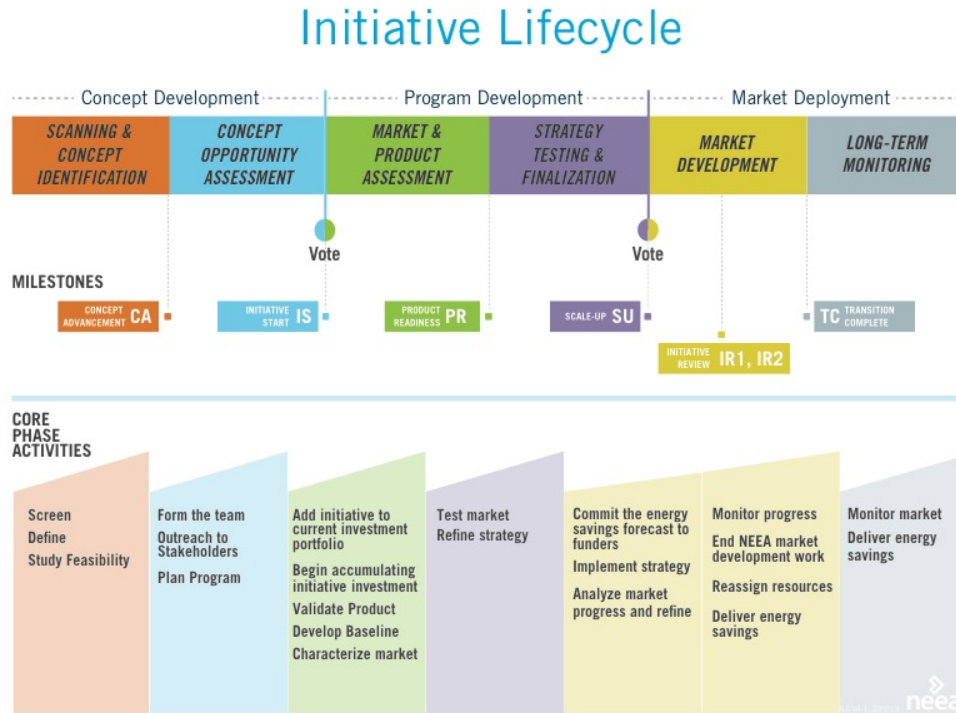 Initiative Lifecycle
Concept Development
Program Development
Market Deployment
SCANNING &
CONCEPT
IDENTIFICATION
CONCEPT
OPPORTUNITY
ASSESSMENT
MARKET &
PRODUCT
ASSESSMENT
STRATEGY
TESTING &
FINALIZATION
MARKET
DEVELOPMENT
LONG-TERM
MONITORING
Vote
Vote
MILESTONES
CONCEPT
ADVANCEMENT CA
INITIATIVE
START IS
PRODUCT
READINESS PR
SCALE-UP SU
INITIATIVE
REVIEW IR1, IR2
TC TRANSITION
COMPLETE
CORE
PHASE
ACTIVITIES
Screen
Define
Study Feasibility
Form the team
Outreach to
Stakeholders
Plan Program
Add initiative to
current investment
portfolio
Begin accumulating
initiative investment
Validate Product
Develop Baseline
Characterize market
Test market
Refine strategy
Commit the energy
savings forecast to
funders
Implement strategy
Analyze market
progress and refine
Monitor progress
End NEEA market
development work
Reassign resources
Deliver energy
savings
Monitor market
Deliver energy
savings
neea